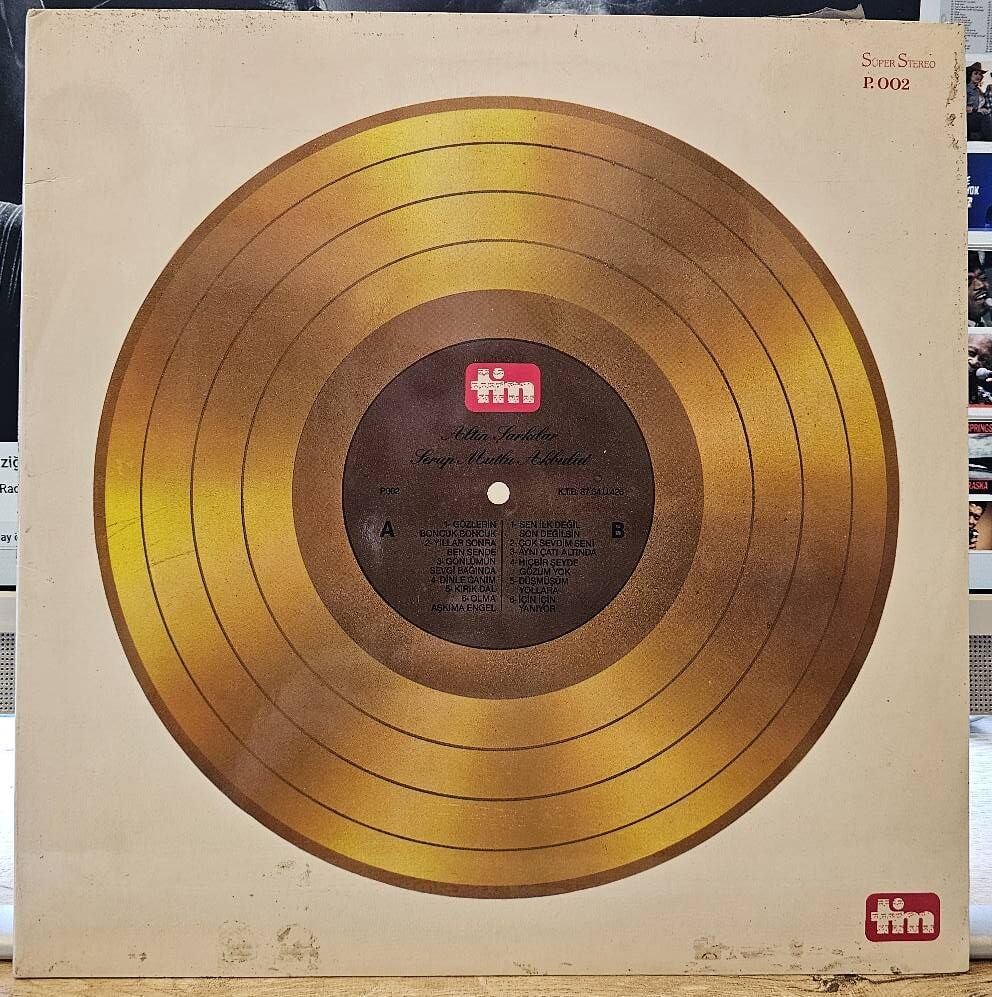 SÜPER STEREO
P. 002
tim
Altın Şarkılar
Serap Mutlu Akbulut
P.002
K.T.B. 87.34.U.426
A
1- GÖZLERİN
BONCUK BONCUK
2- YILLAR SONRA
BEN SENDE
3- GÖNLÜMÜN
SEVGİ BAĞINDA
4- DİNLE CANIM
5- KIRIK DAL
6- OLMA
AŞKIMA ENGEL
B
1- SEN İLK DEĞİL
SON DEĞİLSİN
2- ÇOK SEVDİM SENİ
3- AYNI ÇATI ALTINDA
4- HİÇBİR ŞEYDE
GÖZÜM YOK
5- DÜŞMÜŞÜM
YOLLARA
6- İÇİN İÇİN
YANIYOR
tim